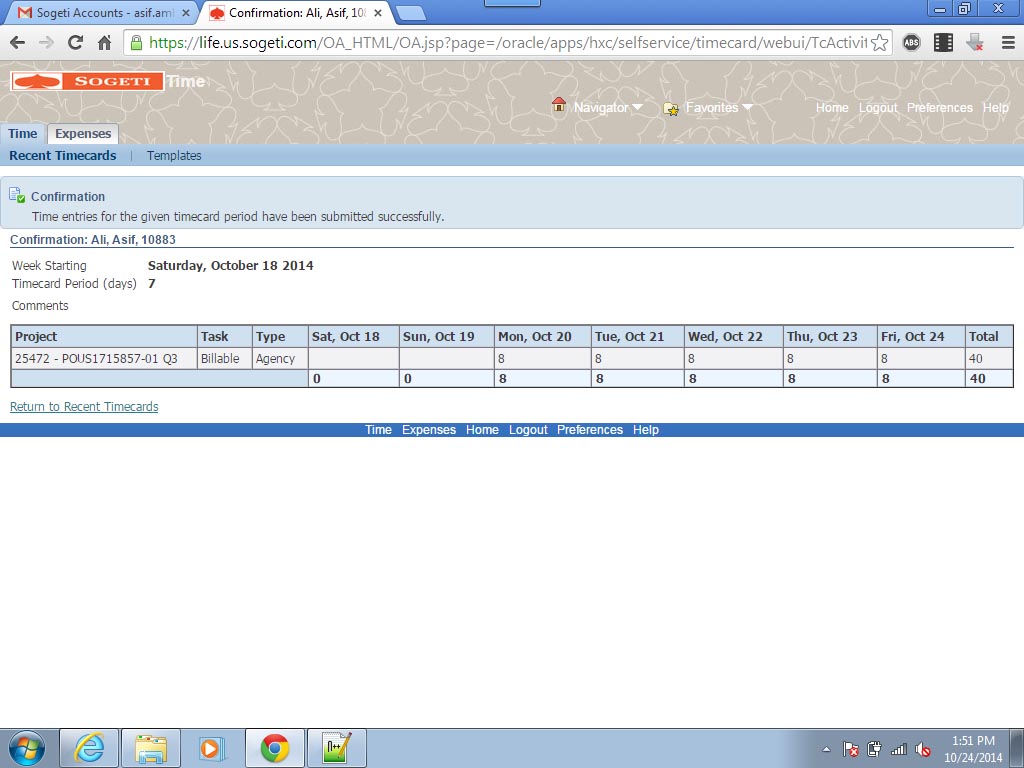 Sogeti Accounts - asif.aml
Confirmation: Ali, Asif, 108
https://life.us.sogeti.com/OA_HTML/OA.jsp?page=/oracle/apps/hxc/selfservice/timecard/webui/TcActivit
ABS
SOGETI Time
Navigator Favorites Home Logout Preferences Help
Time Expenses
Recent Timecards | Templates
Confirmation
Time entries for the given timecard period have been submitted successfully.
Confirmation: Ali, Asif, 10883
Week Starting Saturday, October 18 2014
Timecard Period (days) 7
Comments
Project Task Type Sat, Oct 18 Sun, Oct 19 Mon, Oct 20 Tue, Oct 21 Wed, Oct 22 Thu, Oct 23 Fri, Oct 24 Total
25472 - POUS1715857-01 Q3 Billable Agency 8 8 8 8 8 40
0 0 8 8 8 8 8 40
Return to Recent Timecards
Time Expenses Home Logout Preferences Help
1:51 PM
10/24/2014